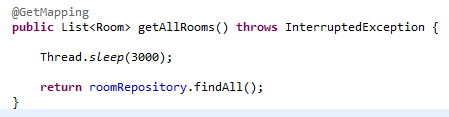 @GetMapping
public List<Room> getAllRooms() throws InterruptedException {
Thread.sleep(3000);
return roomRepository.findAll();
}